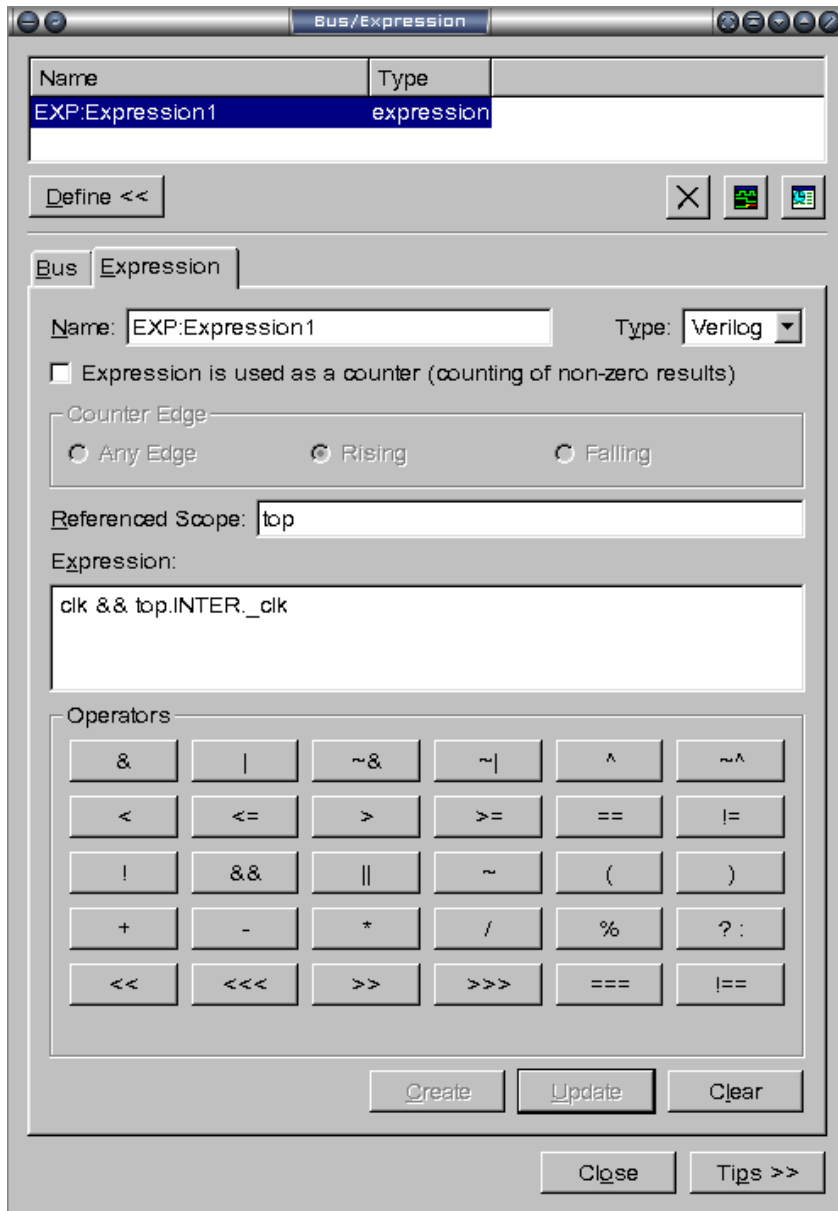 Bus/Expression
Name Type
EXP:Expression1 expression
Define <<
Bus Expression
Name: EXP:Expression1 Type: Verilog
Expression is used as a counter (counting of non-zero results)
Counter Edge
Any Edge Rising Falling
Referenced Scope: top
Expression:
clk && top.INTER._clk
Operators
& | ~& ~| ^ ~^
< <= > >= == !=
! && || ~ ( )
+ - * / % ? :
<< <<< >> >>> === !==
Create Update Clear
Close Tips >>